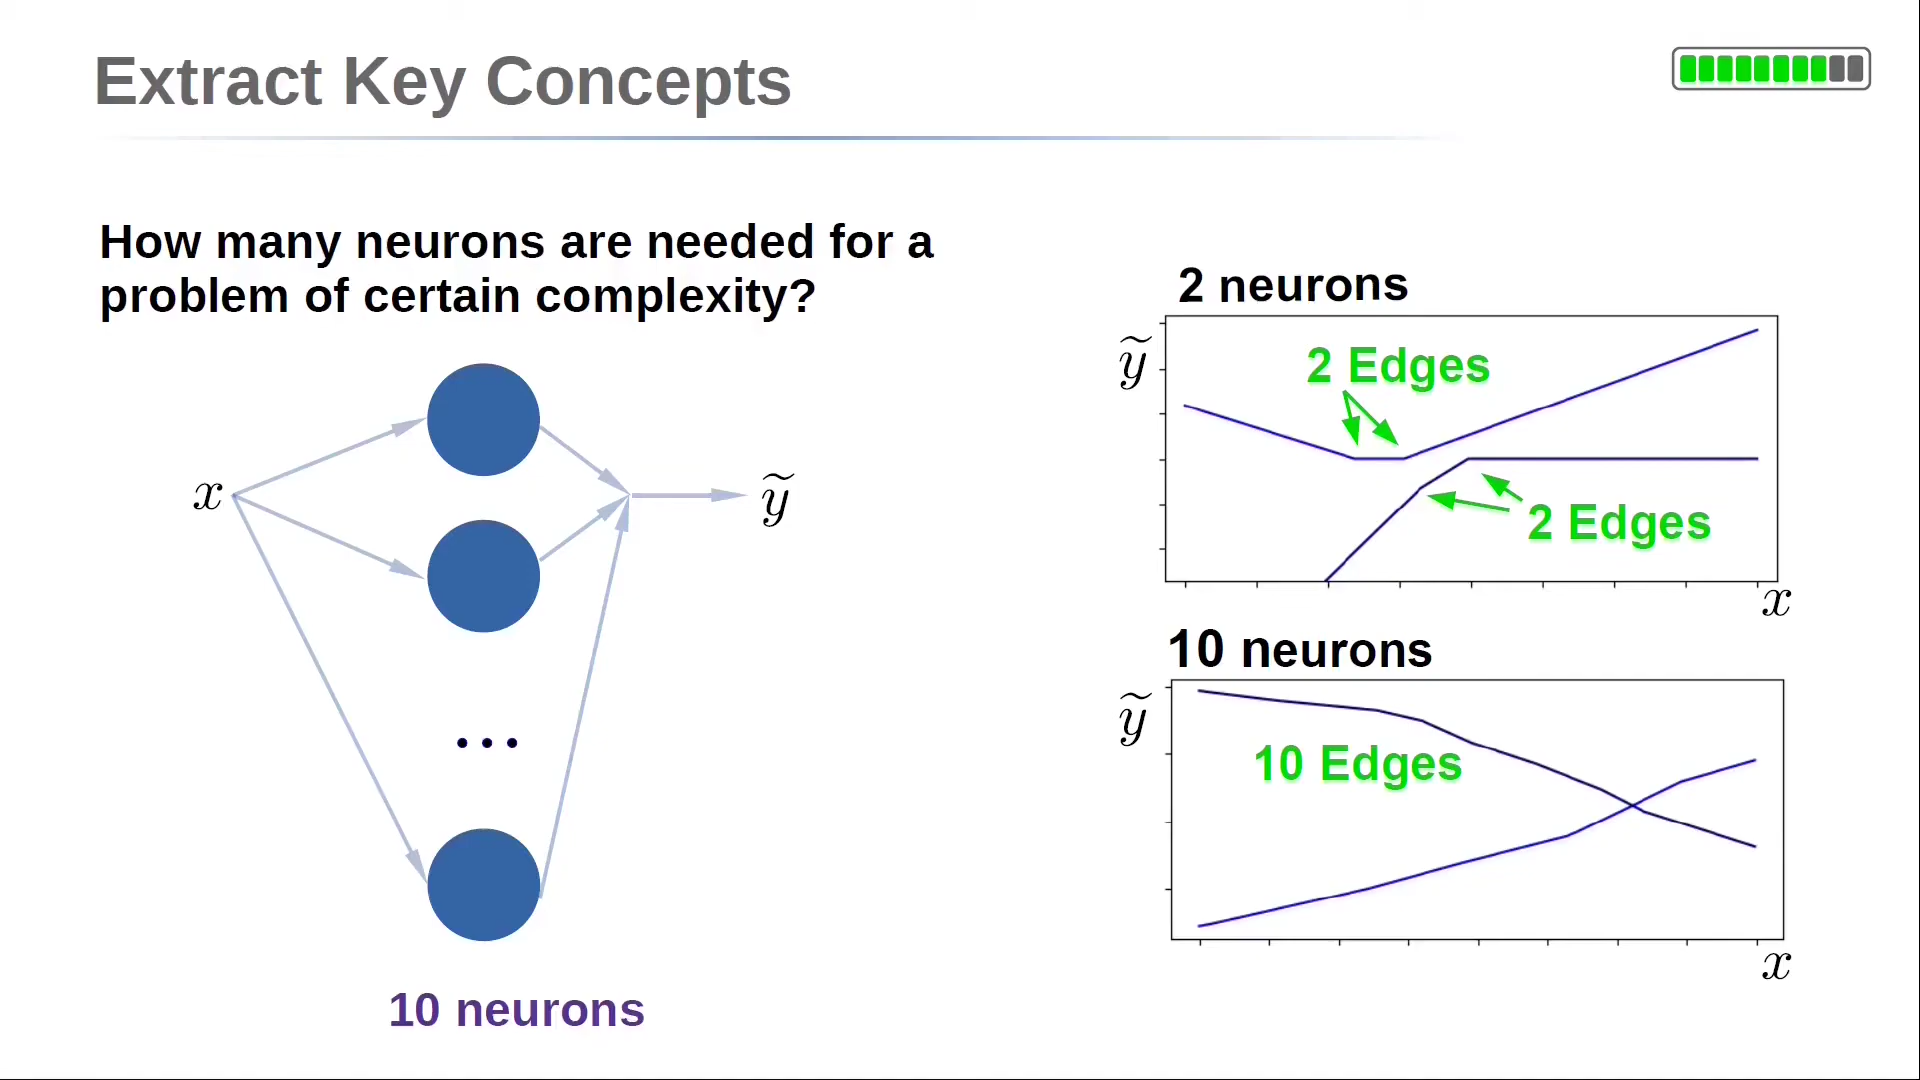 Extract Key Concepts
How many neurons are needed for a
problem of certain complexity?
x
ỹ
...
10 neurons
2 neurons
ỹ
2 Edges
2 Edges
x
10 neurons
ỹ
10 Edges
x